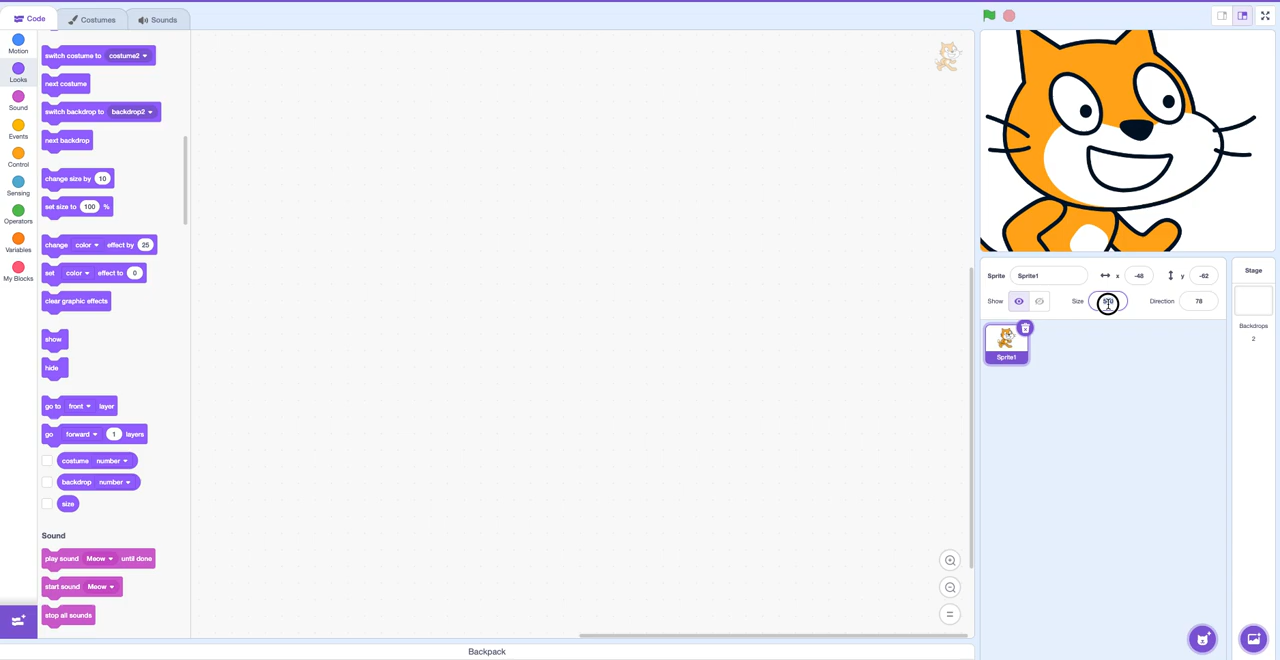 Code
Costumes
Sounds
Motion
Looks
Sound
Events
Control
Sensing
Operators
Variables
My Blocks
switch costume to costume2
next costume
switch backdrop to backdrop2
next backdrop
change size by 10
set size to 100 %
change color effect by 25
set color effect to 0
clear graphic effects
show
hide
go to front layer
go forward 1 layers
costume number
backdrop number
size
Sound
play sound Meow until done
start sound Meow
stop all sounds
Backpack
Sprite Sprite1 x -48 y -62
Show Size Direction 78
Sprite1
Stage
Backdrops
2